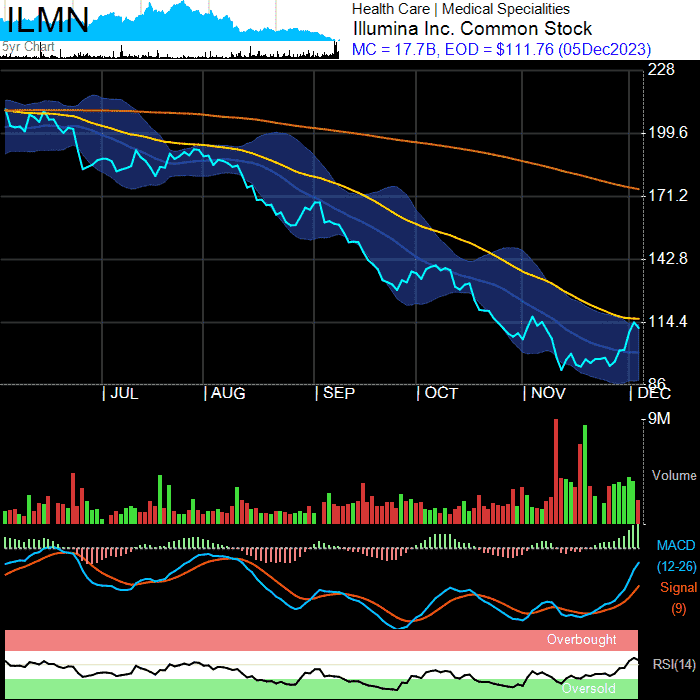 ILMN
5yr Chart
Health Care | Medical Specialities
Illumina Inc. Common Stock
MC = 17.7B, EOD = $111.76 (05Dec2023)
228
199.6
171.2
142.8
114.4
86
JUL AUG SEP OCT NOV DEC
9M
Volume
MACD
(12-26)
Signal
(9)
Overbought
RSI(14)
Oversold